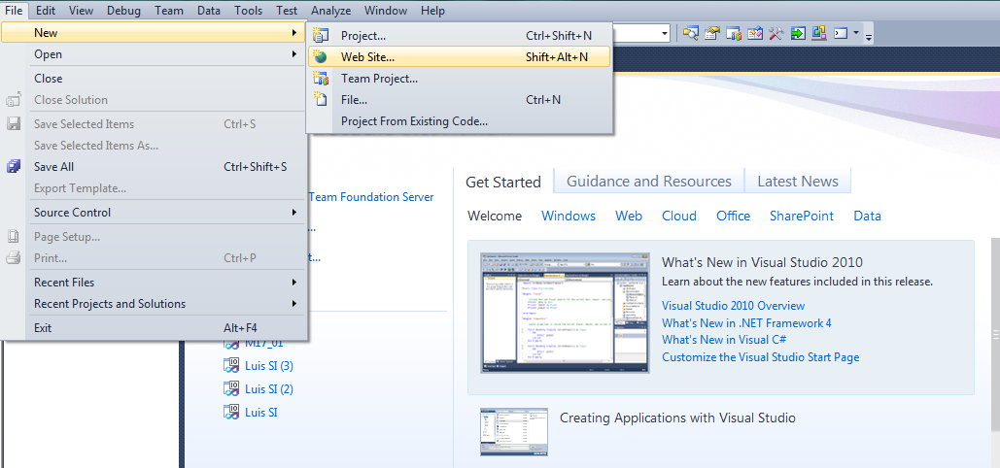 File Edit View Debug Team Data Tools Test Analyze Window Help
New
Open
Close
Close Solution
Save Selected Items Ctrl+S
Save Selected Items As...
Save All Ctrl+Shift+S
Export Template...
Source Control
Page Setup...
Print... Ctrl+P
Recent Files
Recent Projects and Solutions
Exit Alt+F4
Project... Ctrl+Shift+N
Web Site... Shift+Alt+N
Team Project...
File... Ctrl+N
Project From Existing Code...
Team Foundation Server
...
t...
M17_01
Luis SI (3)
Luis SI (2)
Luis SI
Get Started Guidance and Resources Latest News
Welcome Windows Web Cloud Office SharePoint Data
What's New in Visual Studio 2010
Learn about the new features included in this release.
Visual Studio 2010 Overview
What's New in .NET Framework 4
What's New in Visual C#
Customize the Visual Studio Start Page
Creating Applications with Visual Studio